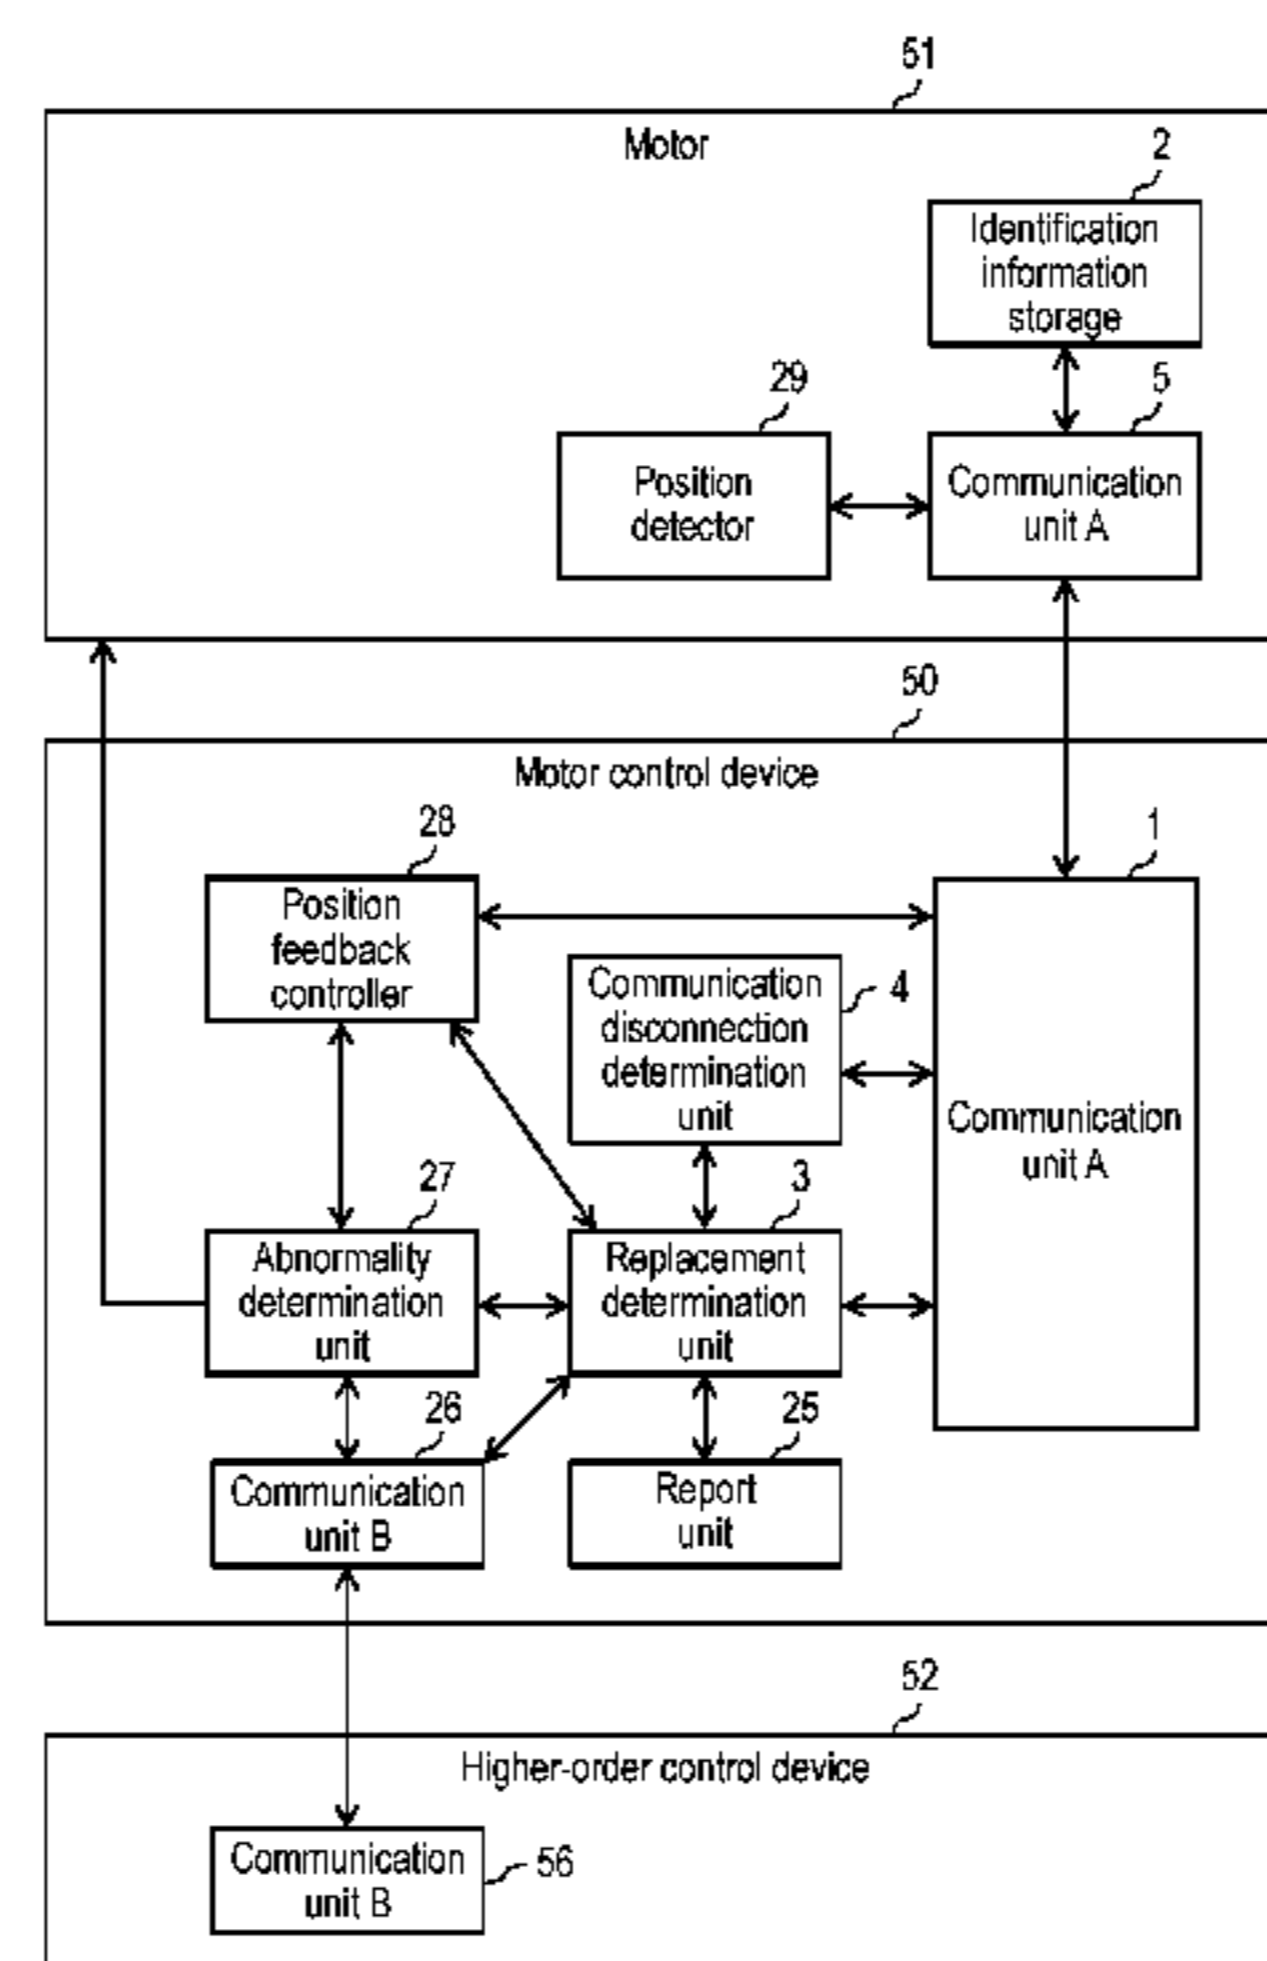 51
Motor
2
Identification
information
storage
29
5
Position
detector
Communication
unit A
50
Motor control device
28
1
Position
feedback
controller
Communication
disconnection
determination
unit
4
Communication
unit A
27
3
Abnormality
determination
unit
Replacement
determination
unit
26
25
Communication
unit B
Report
unit
52
Higher-order control device
Communication
unit B
56